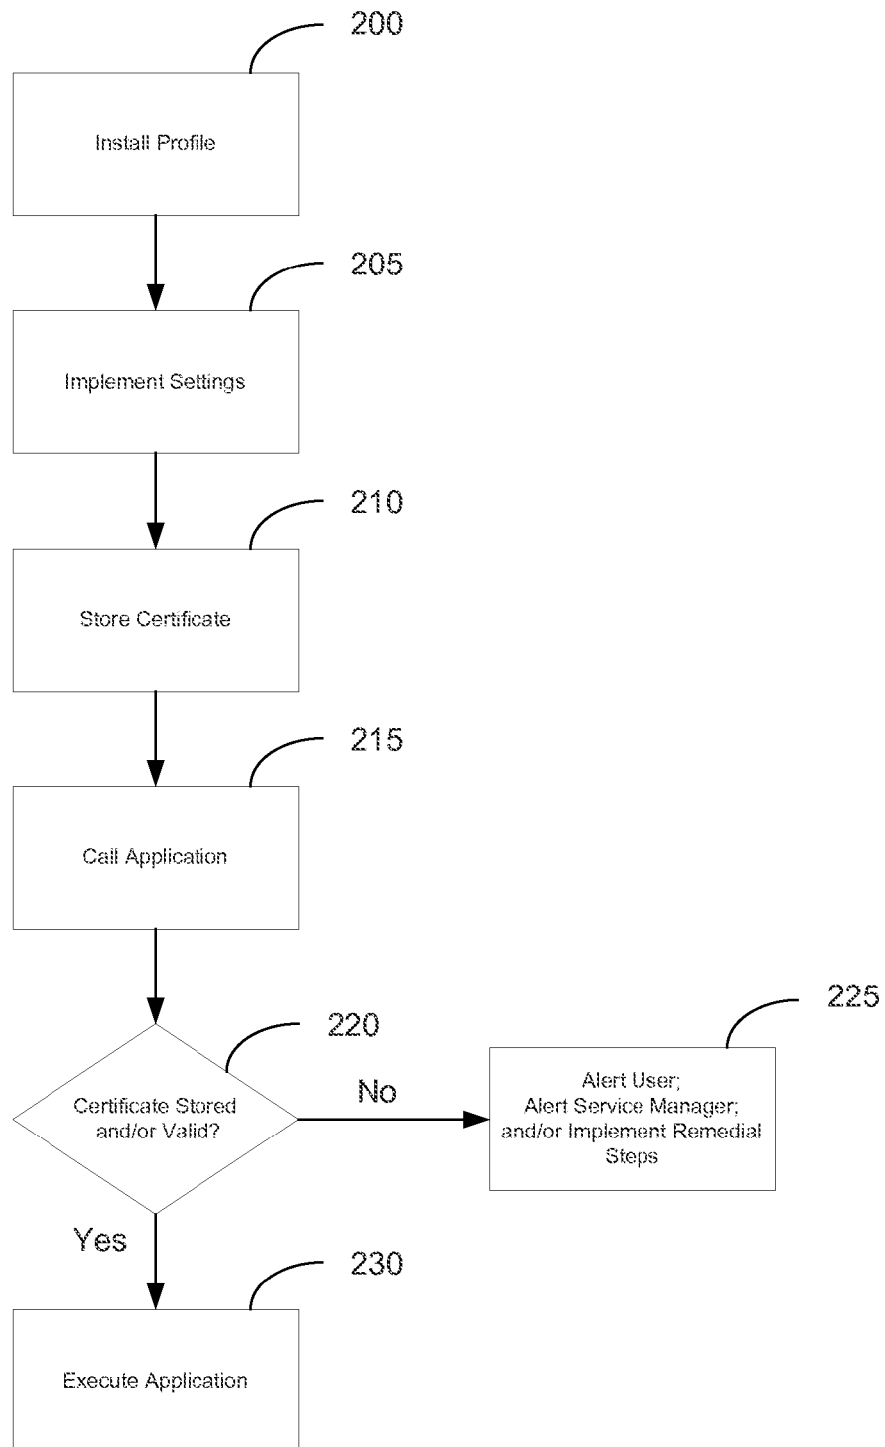 200
Install Profile
205
Implement Settings
210
Store Certificate
215
Call Application
220
Certificate Stored
and/or Valid?
No
225
Alert User;
Alert Service Manager;
and/or Implement Remedial
Steps
Yes
230
Execute Application